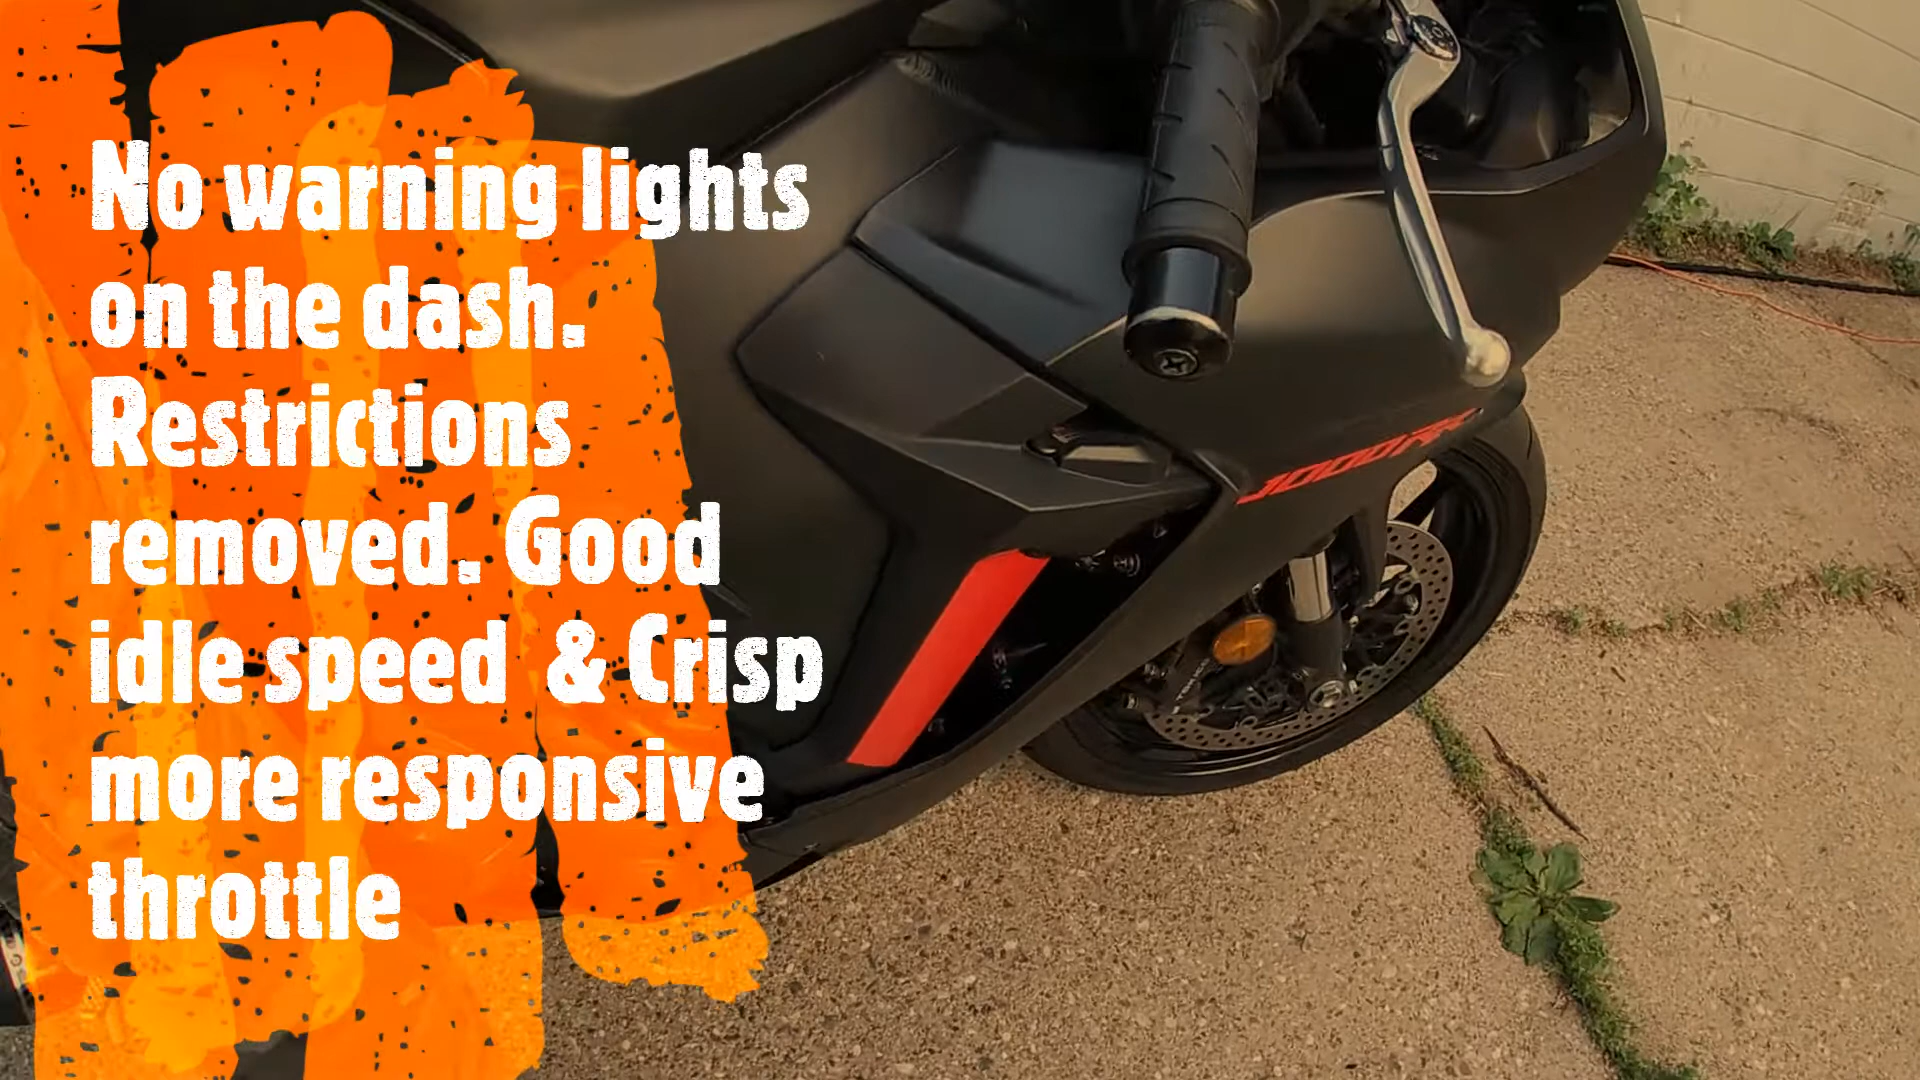 No warning lights
on the dash.
Restrictions
removed. Good
idle speed & Crisp
more responsive
throttle
1000RR